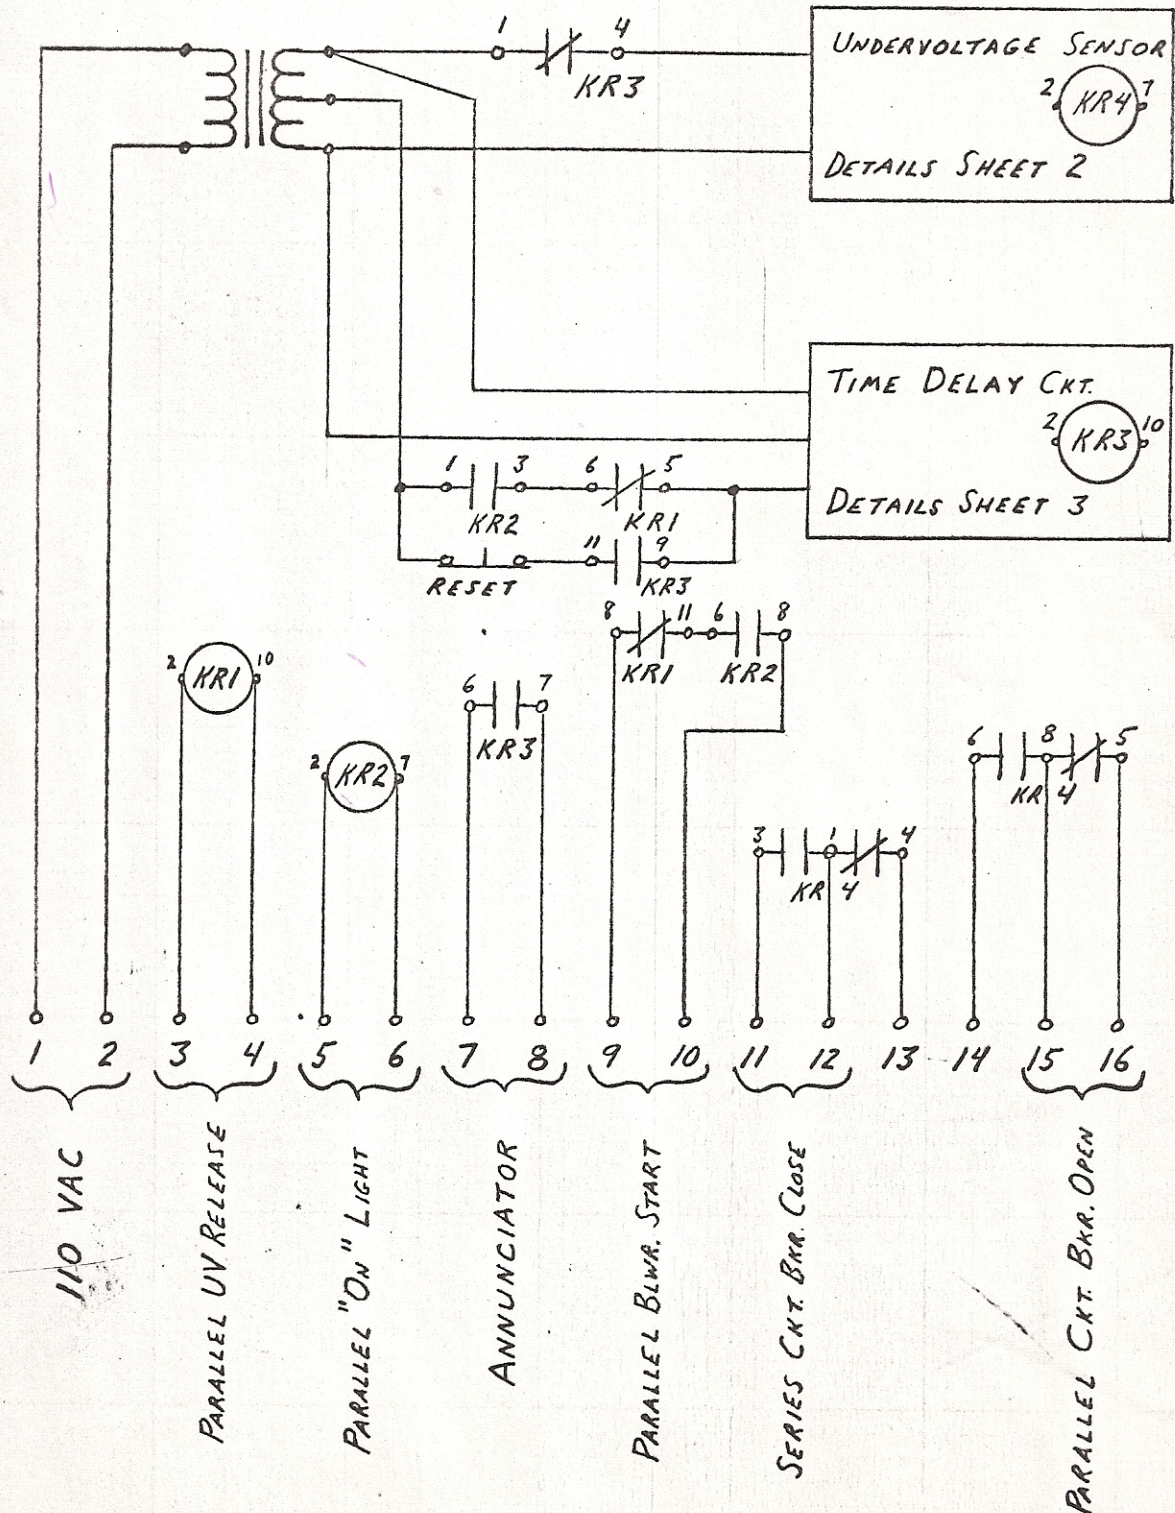 1 4
KR3
UNDERVOLTAGE SENSOR
2 KR4 7
DETAILS SHEET 2
TIME DELAY CKT.
2 KR3 10
DETAILS SHEET 3
1 3 6 5
KR2 KR1
11 9
RESET KR3
8 11 6 8
KR1 KR2
2 KR1 10
6 7
KR3
2 KR2 7
6 8 5
KR 4
3 1 4
KR 4
1 2 3 4 5 6 7 8 9 10 11 12 13 14 15 16
110 VAC
PARALLEL UV RELEASE
PARALLEL "ON" LIGHT
ANNUNCIATOR
PARALLEL BLWR. START
SERIES CKT. BKR. CLOSE
PARALLEL CKT. BKR. OPEN